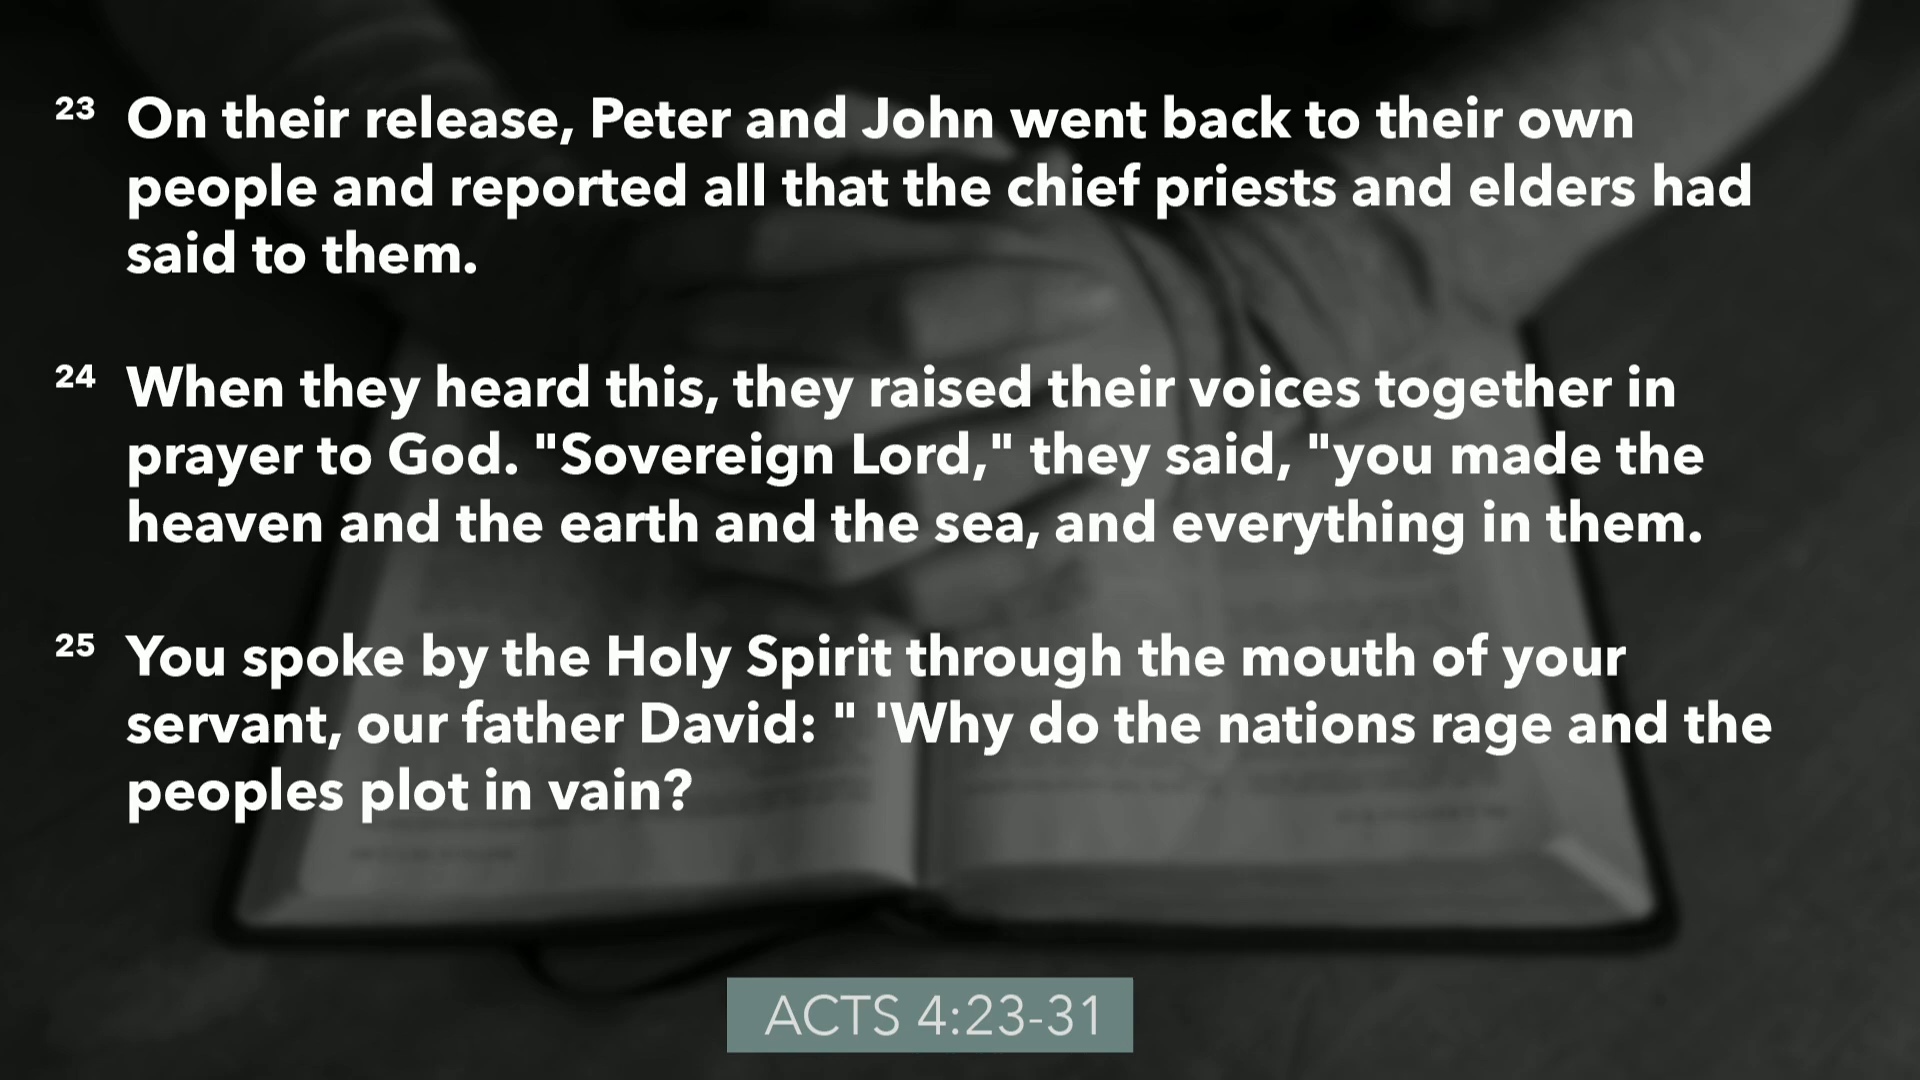 23 On their release, Peter and John went back to their own
people and reported all that the chief priests and elders had
said to them.
24 When they heard this, they raised their voices together in
prayer to God. "Sovereign Lord," they said, "you made the
heaven and the earth and the sea, and everything in them.
25 You spoke by the Holy Spirit through the mouth of your
servant, our father David: " 'Why do the nations rage and the
peoples plot in vain?
ACTS 4:23-31